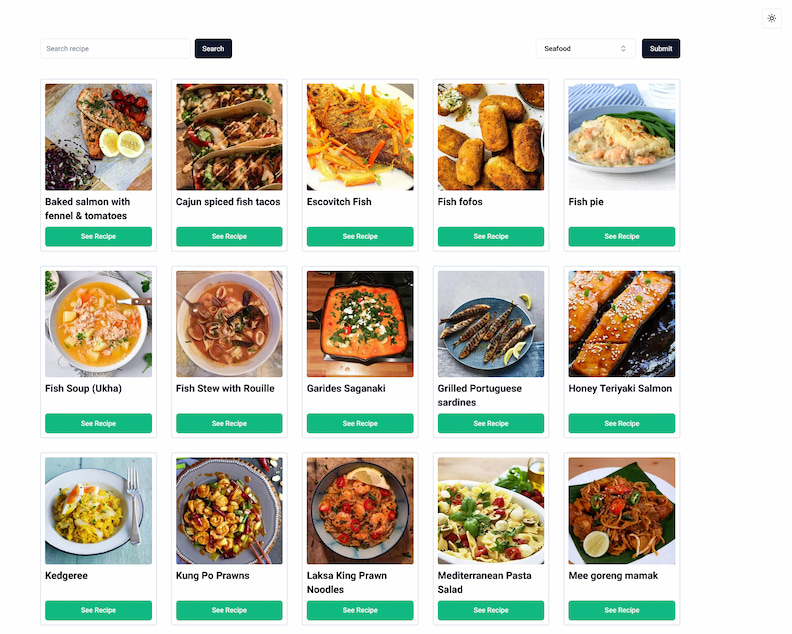 Search recipe
Search
Seafood
Submit
Baked salmon with
fennel & tomatoes
See Recipe
Cajun spiced fish tacos
See Recipe
Escovitch Fish
See Recipe
Fish fofos
See Recipe
Fish pie
See Recipe
Fish Soup (Ukha)
See Recipe
Fish Stew with Rouille
See Recipe
Garides Saganaki
See Recipe
Grilled Portuguese
sardines
See Recipe
Honey Teriyaki Salmon
See Recipe
Kedgeree
See Recipe
Kung Po Prawns
See Recipe
Laksa King Prawn
Noodles
See Recipe
Mediterranean Pasta
Salad
See Recipe
Mee goreng mamak
See Recipe